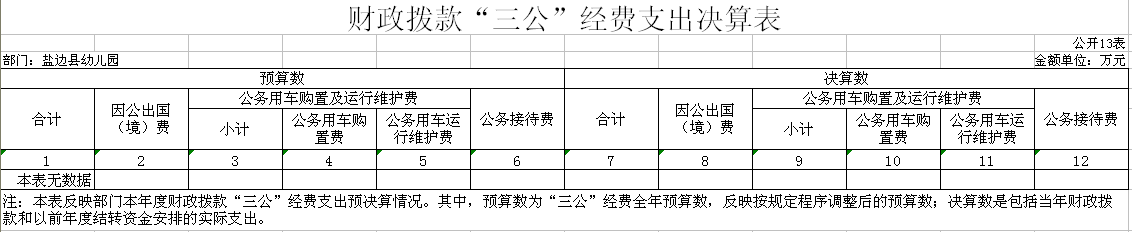 财政拨款“三公”经费支出决算表
公开13表
部门：盐边县幼儿园 金额单位：万元
预算数 决算数
合计 因公出国（境）费 公务用车购置及运行维护费 公务接待费 合计 因公出国（境）费 公务用车购置及运行维护费 公务接待费
小计 公务用车购置费 公务用车运行维护费 小计 公务用车购置费 公务用车运行维护费
1 2 3 4 5 6 7 8 9 10 11 12
本表无数据
注：本表反映部门本年度财政拨款“三公”经费支出预决算情况。其中，预算数为“三公”经费全年预算数，反映按规定程序调整后的预算数；决算数是包括当年财政拨
款和以前年度结转资金安排的实际支出。